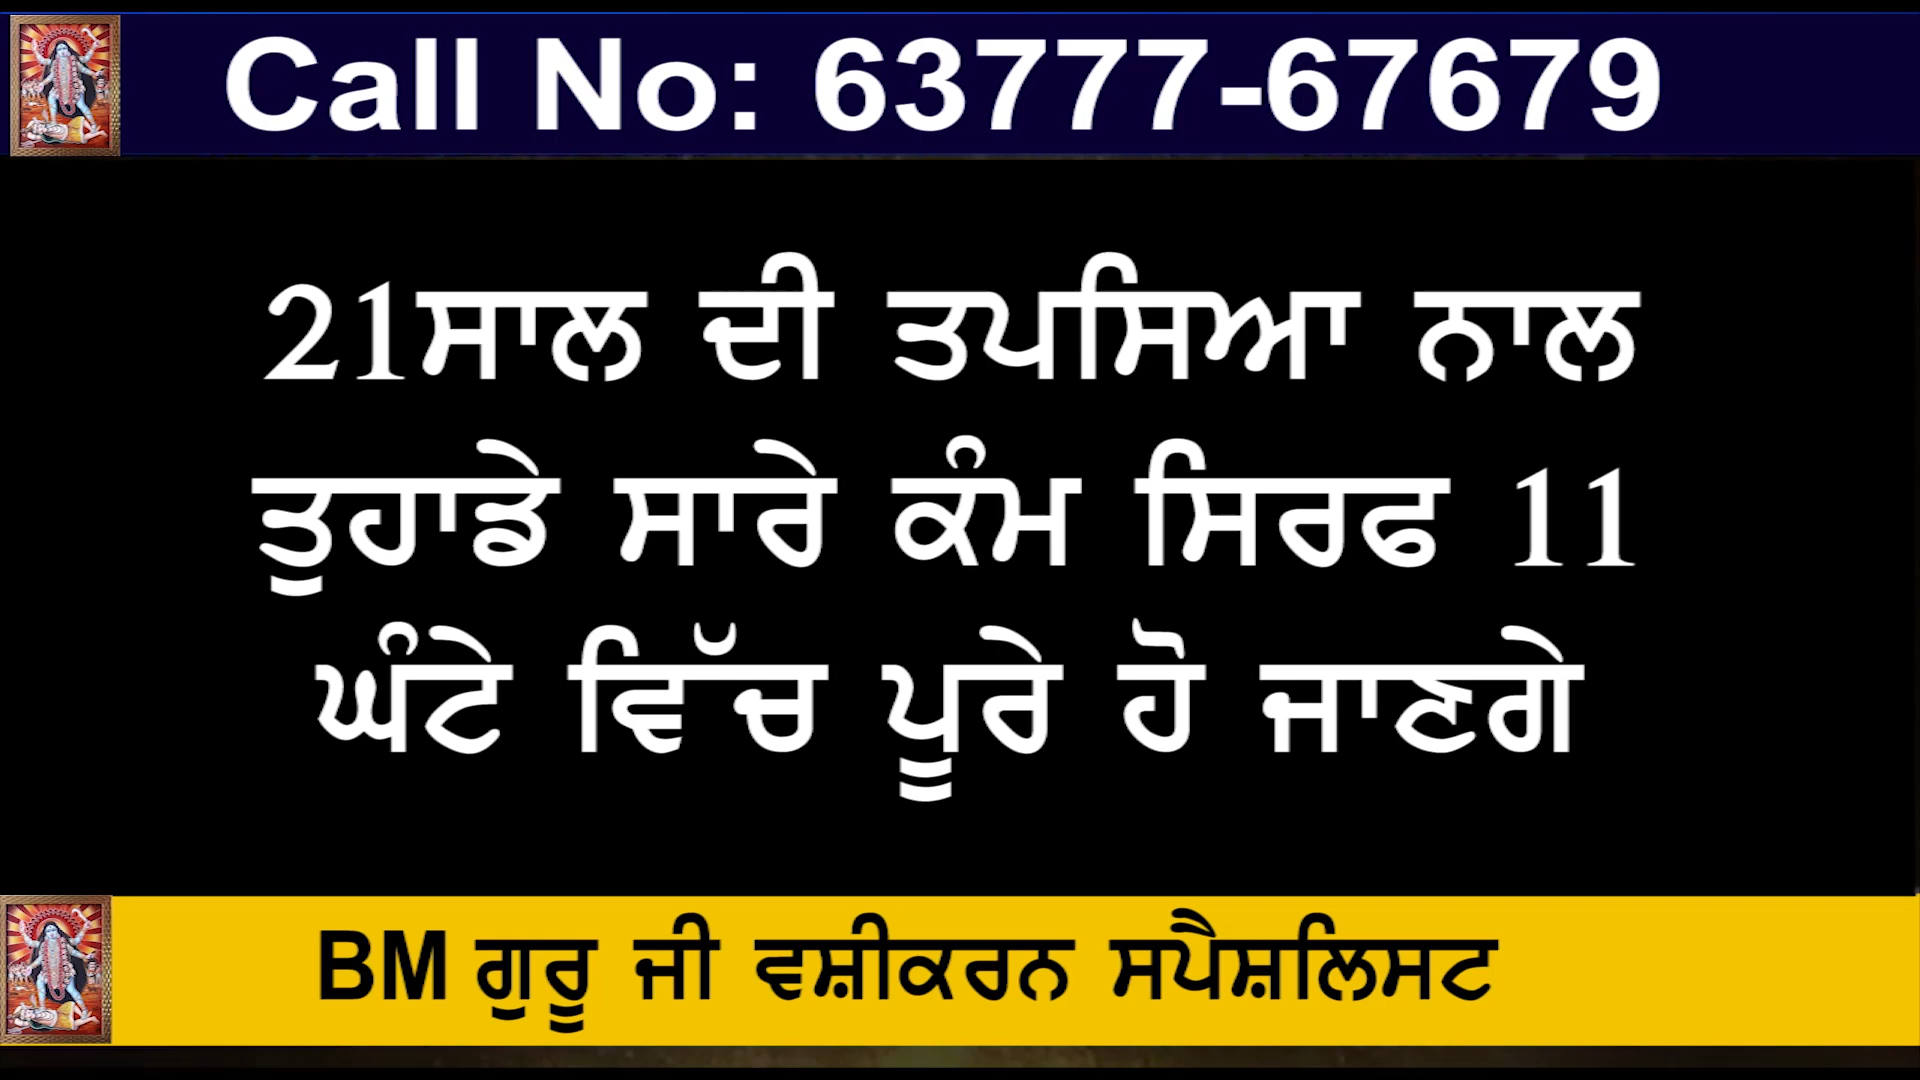 Call No: 63777-67679
21ਸਾਲ ਦੀ ਤਪਸਿਆ ਨਾਲ
ਤੁਹਾਡੇ ਸਾਰੇ ਕੰਮ ਸਿਰਫ 11
ਘੰਟੇ ਵਿੱਚ ਪੂਰੇ ਹੋ ਜਾਣਗੇ
BM ਗੁਰੂ ਜੀ ਵਸ਼ੀਕਰਨ ਸਪੈਸ਼ਲਿਸਟ